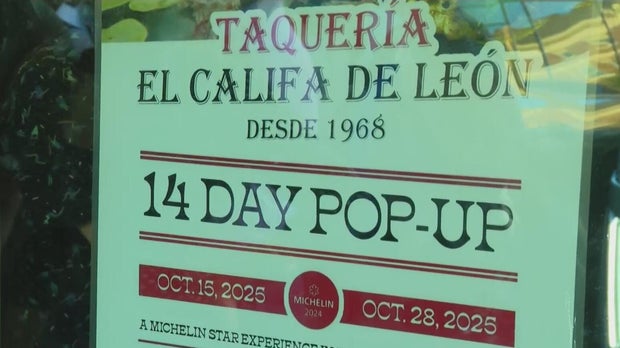 TAQUERÍA
EL CALIFA DE LEÓN
DESDE 1968
14 DAY POP-UP
OCT. 15, 2025
MICHELIN
2024
OCT. 28, 2025
A MICHELIN STAR EXPERIENCE